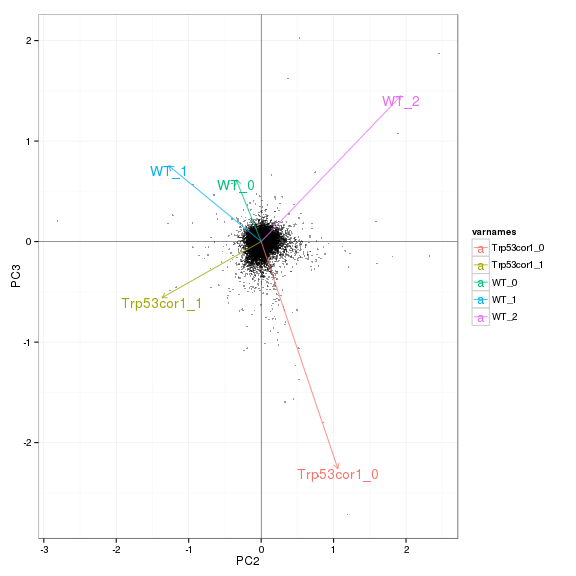 2
WT_2
1
WT_1
WT_0
varnames
a Trp53cor1_0
a Trp53cor1_1
a WT_0
a WT_1
a WT_2
0
PC3
Trp53cor1_1
-1
-2
Trp53cor1_0
-3 -2 -1 0 1 2
PC2